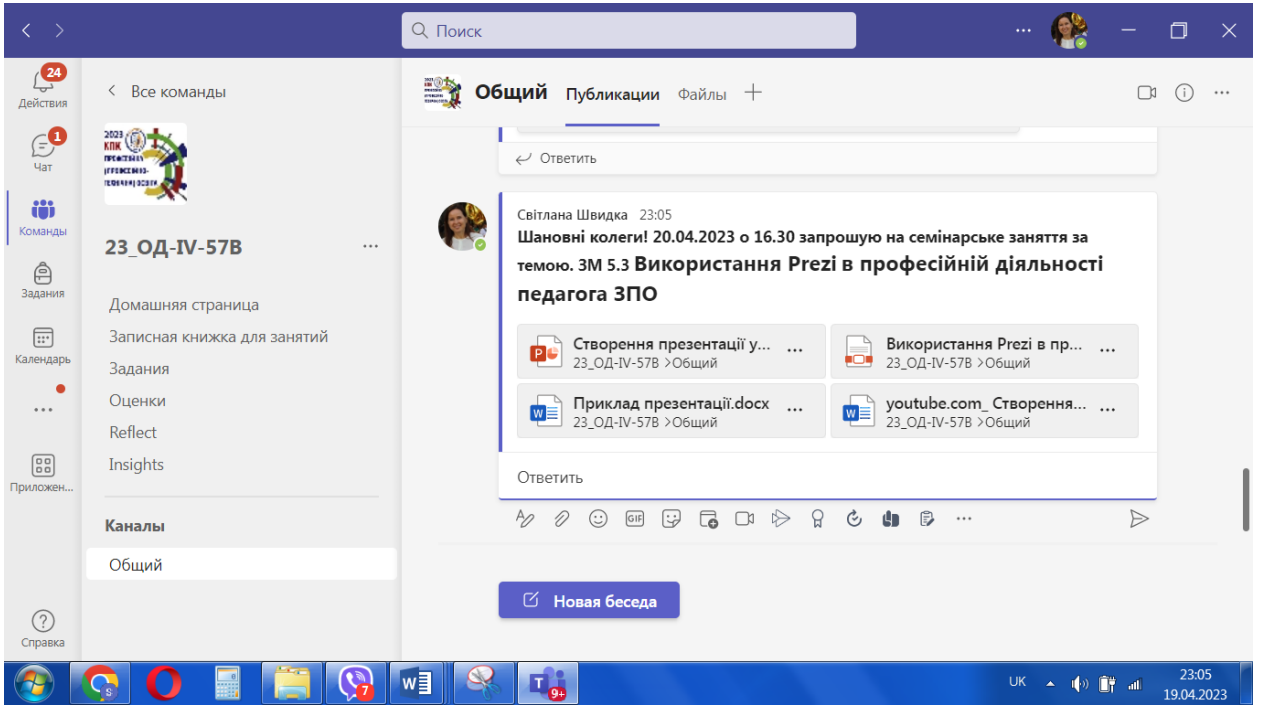 Поиск
24
Действия
1
Чат
Команды
Задания
Календарь
Приложен...
Справка
Все команды
2023
КПК
23_ОД-IV-57В
Домашняя страница
Записная книжка для занятий
Задания
Оценки
Reflect
Insights
Каналы
Общий
Общий Публикации Файлы
Ответить
Світлана Швидка 23:05
Шановні колеги! 20.04.2023 о 16.30 запрошую на семінарське заняття за
темою. ЗМ 5.3 Використання Prezi в професійній діяльності
педагога ЗПО
Створення презентації у...
23_ОД-IV-57В >Общий
Використання Prezi в пр...
23_ОД-IV-57В >Общий
Приклад презентації.docx
23_ОД-IV-57В >Общий
youtube.com_ Створення...
23_ОД-IV-57В >Общий
Ответить
GIF
Новая беседа
7
9+
UK
23:05
19.04.2023